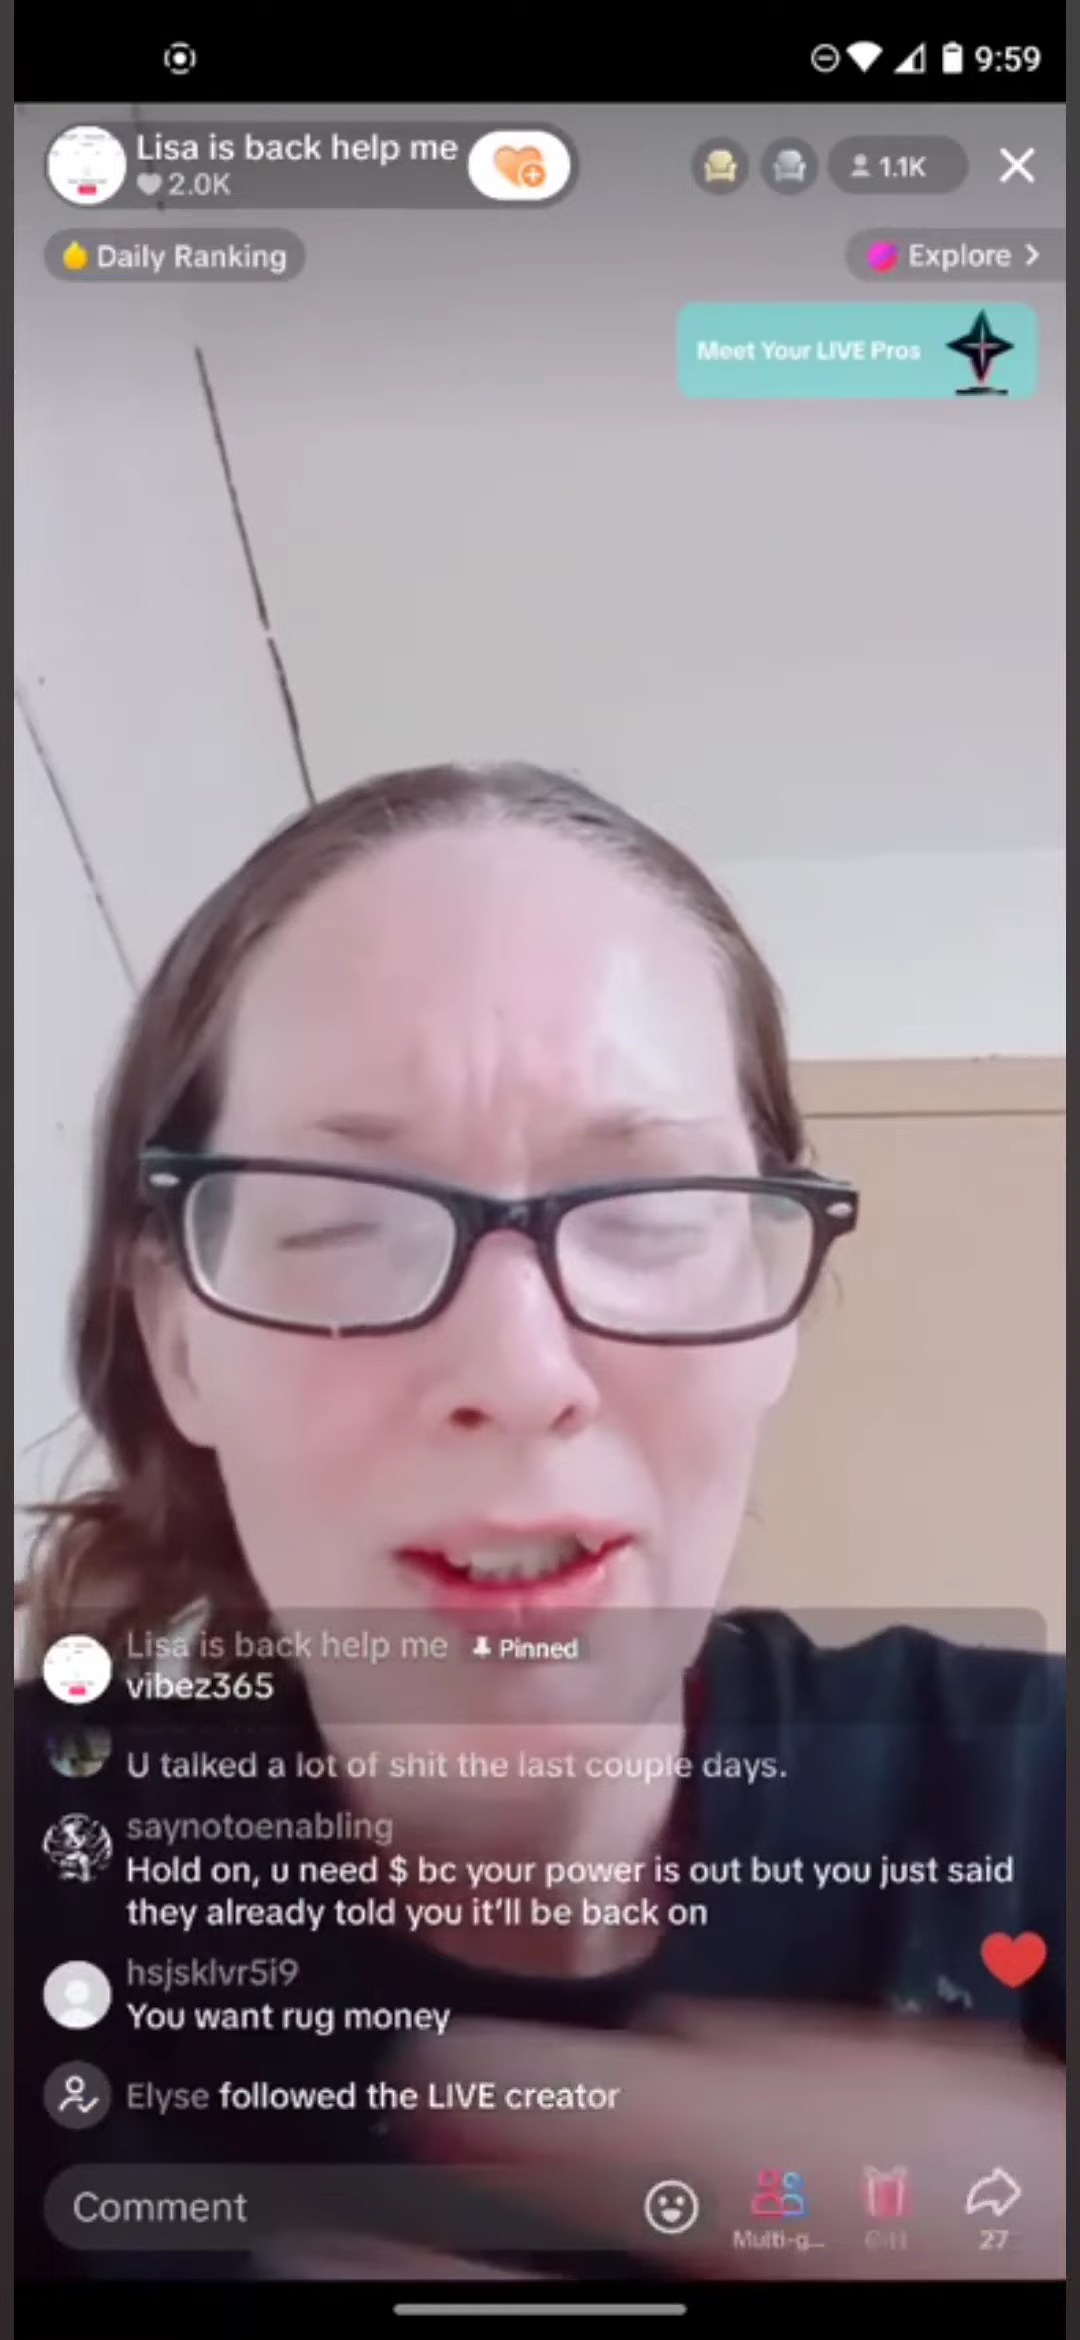 9:59
Lisa is back help me
2.0K
1.1K
Daily Ranking
Explore
Meet Your LIVE Pros
Lisa is back help me Pinned
vibez365
U talked a lot of shit the last couple days.
saynotoenabling
Hold on, u need $ bc your power is out but you just said
they already told you it'll be back on
hsjsklvr5i9
You want rug money
Elyse followed the LIVE creator
Comment
Multi-g...
Gift
27